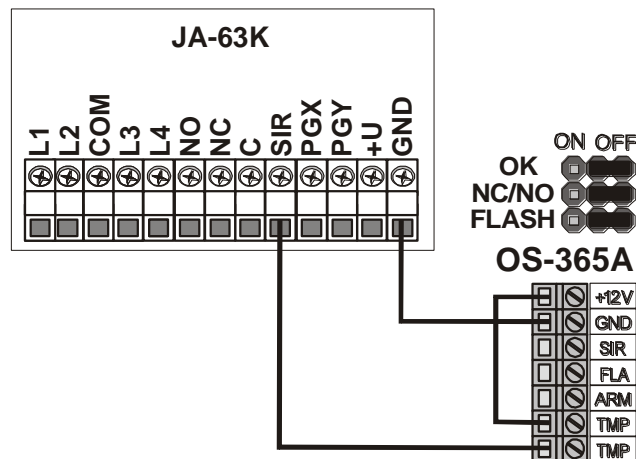 JA-63K
L1 L2 COM L3 L4 NO NC C SIR PGX PGY +U GND
ON OFF
OK
NC/NO
FLASH
OS-365A
+12V
GND
SIR
FLA
ARM
TMP
TMP